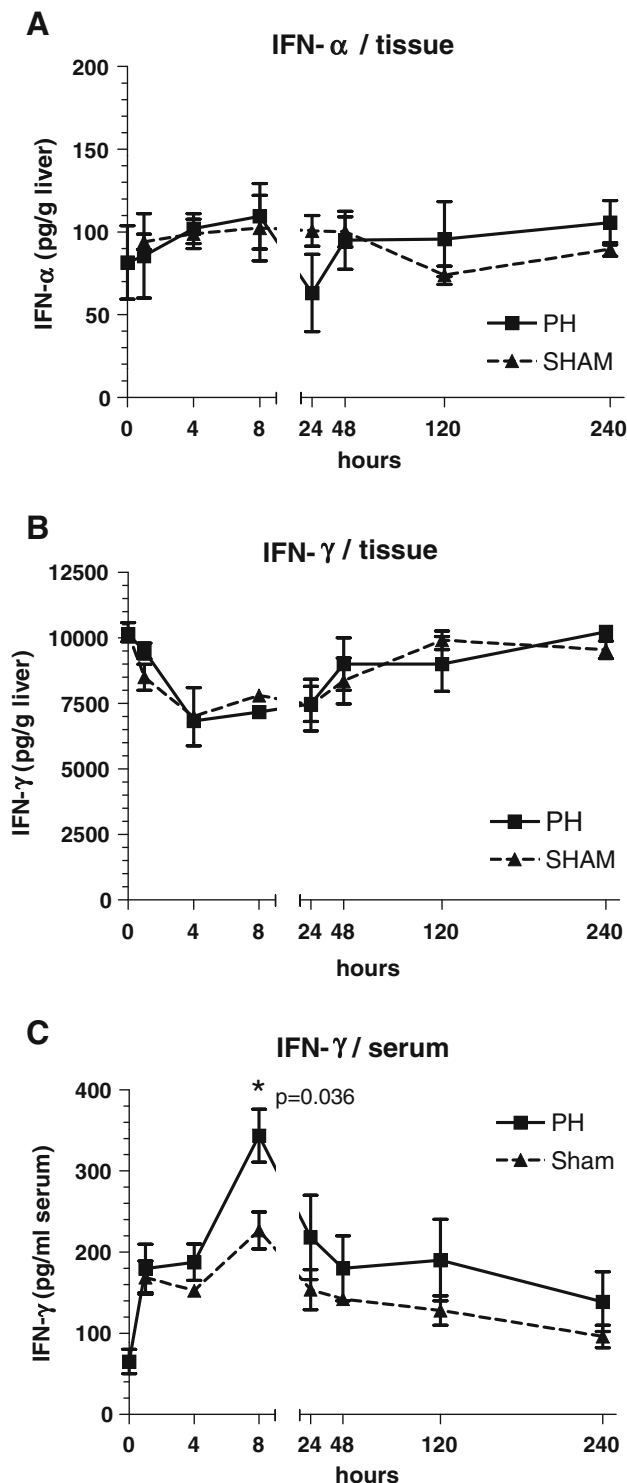 A
IFN- α / tissue
200
150
100
50
0
IFN-α (pg/g liver)
PH
SHAM
0 4 8 24 48 120 240
hours
B
IFN- γ / tissue
12500
10000
7500
5000
2500
0
IFN-γ (pg/g liver)
PH
SHAM
0 4 8 24 48 120 240
hours
C
IFN- γ / serum
400
300
200
100
0
IFN-γ (pg/ml serum)
* p=0.036
PH
Sham
0 4 8 24 48 120 240
hours